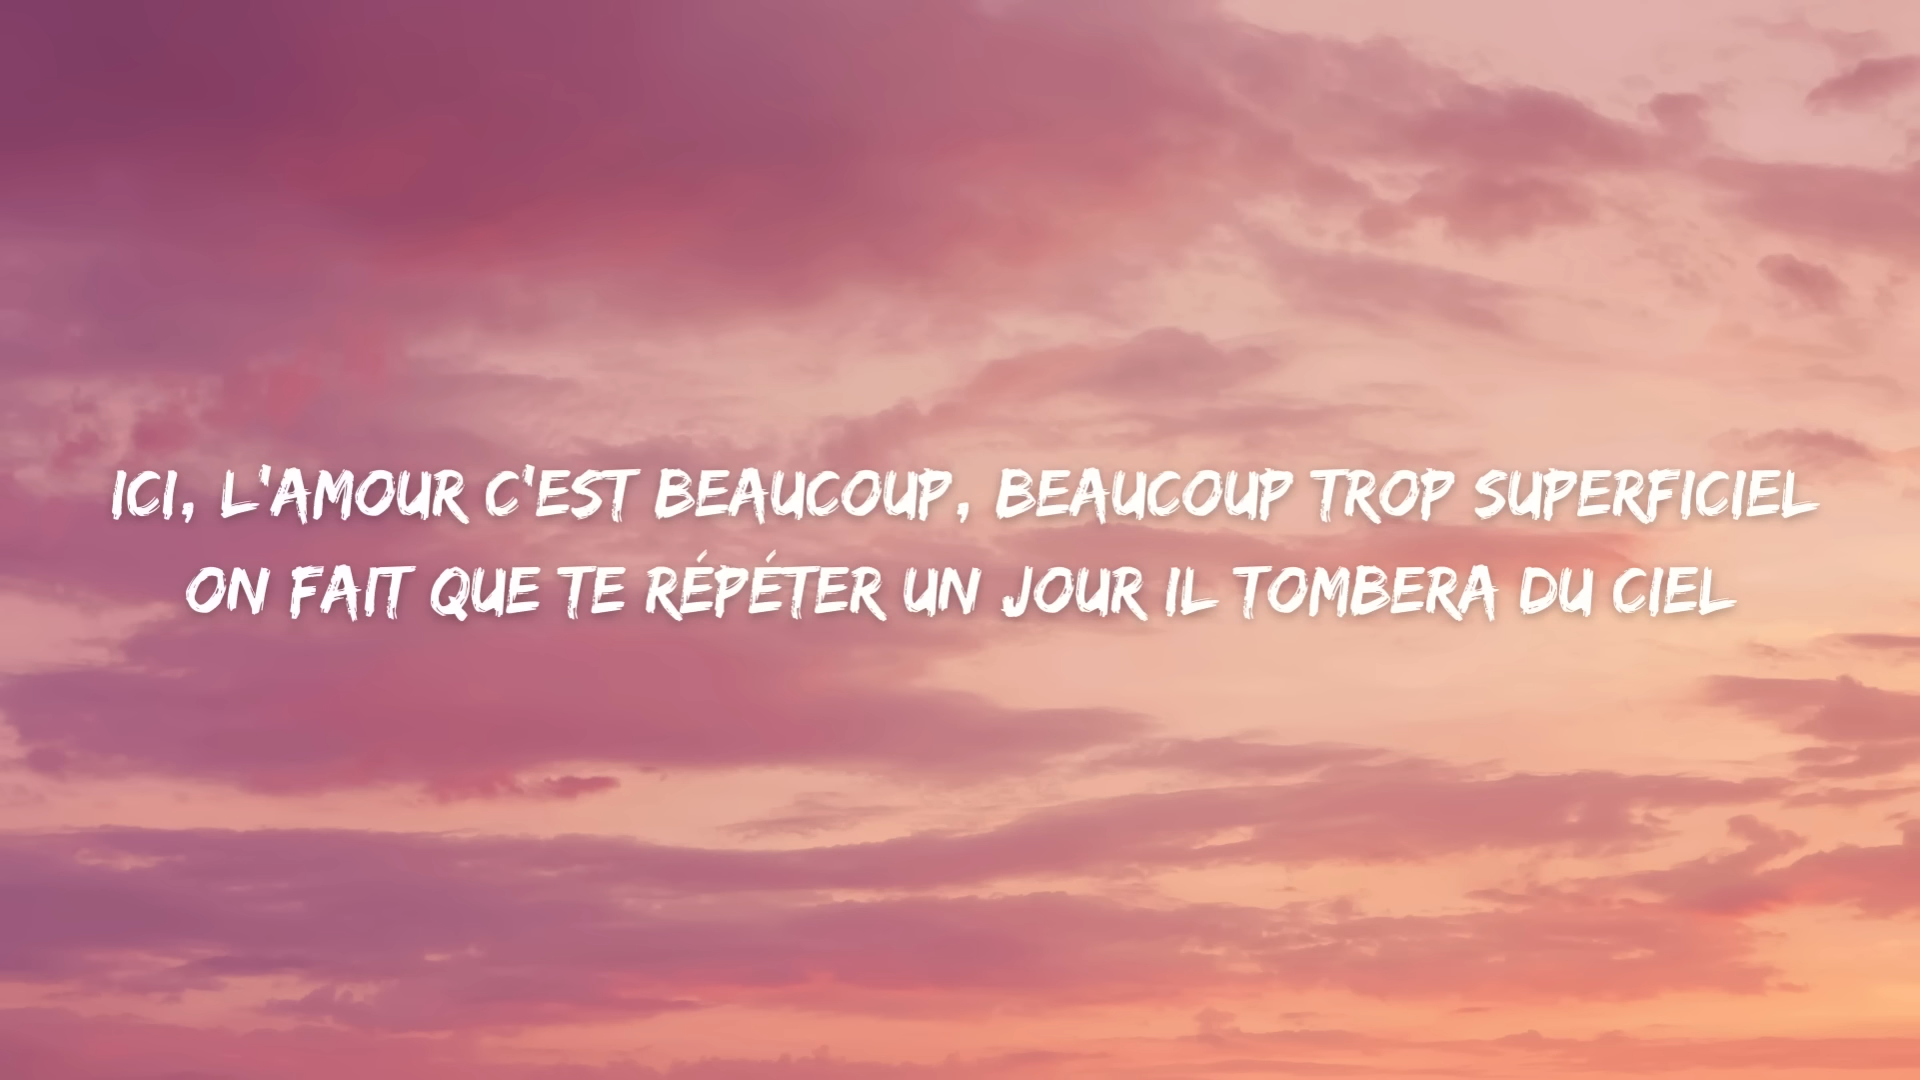 ICI, L'AMOUR C'EST BEAUCOUP, BEAUCOUP TROP SUPERFICIEL
ON FAIT QUE TE RÉPÉTER UN JOUR IL TOMBERA DU CIEL